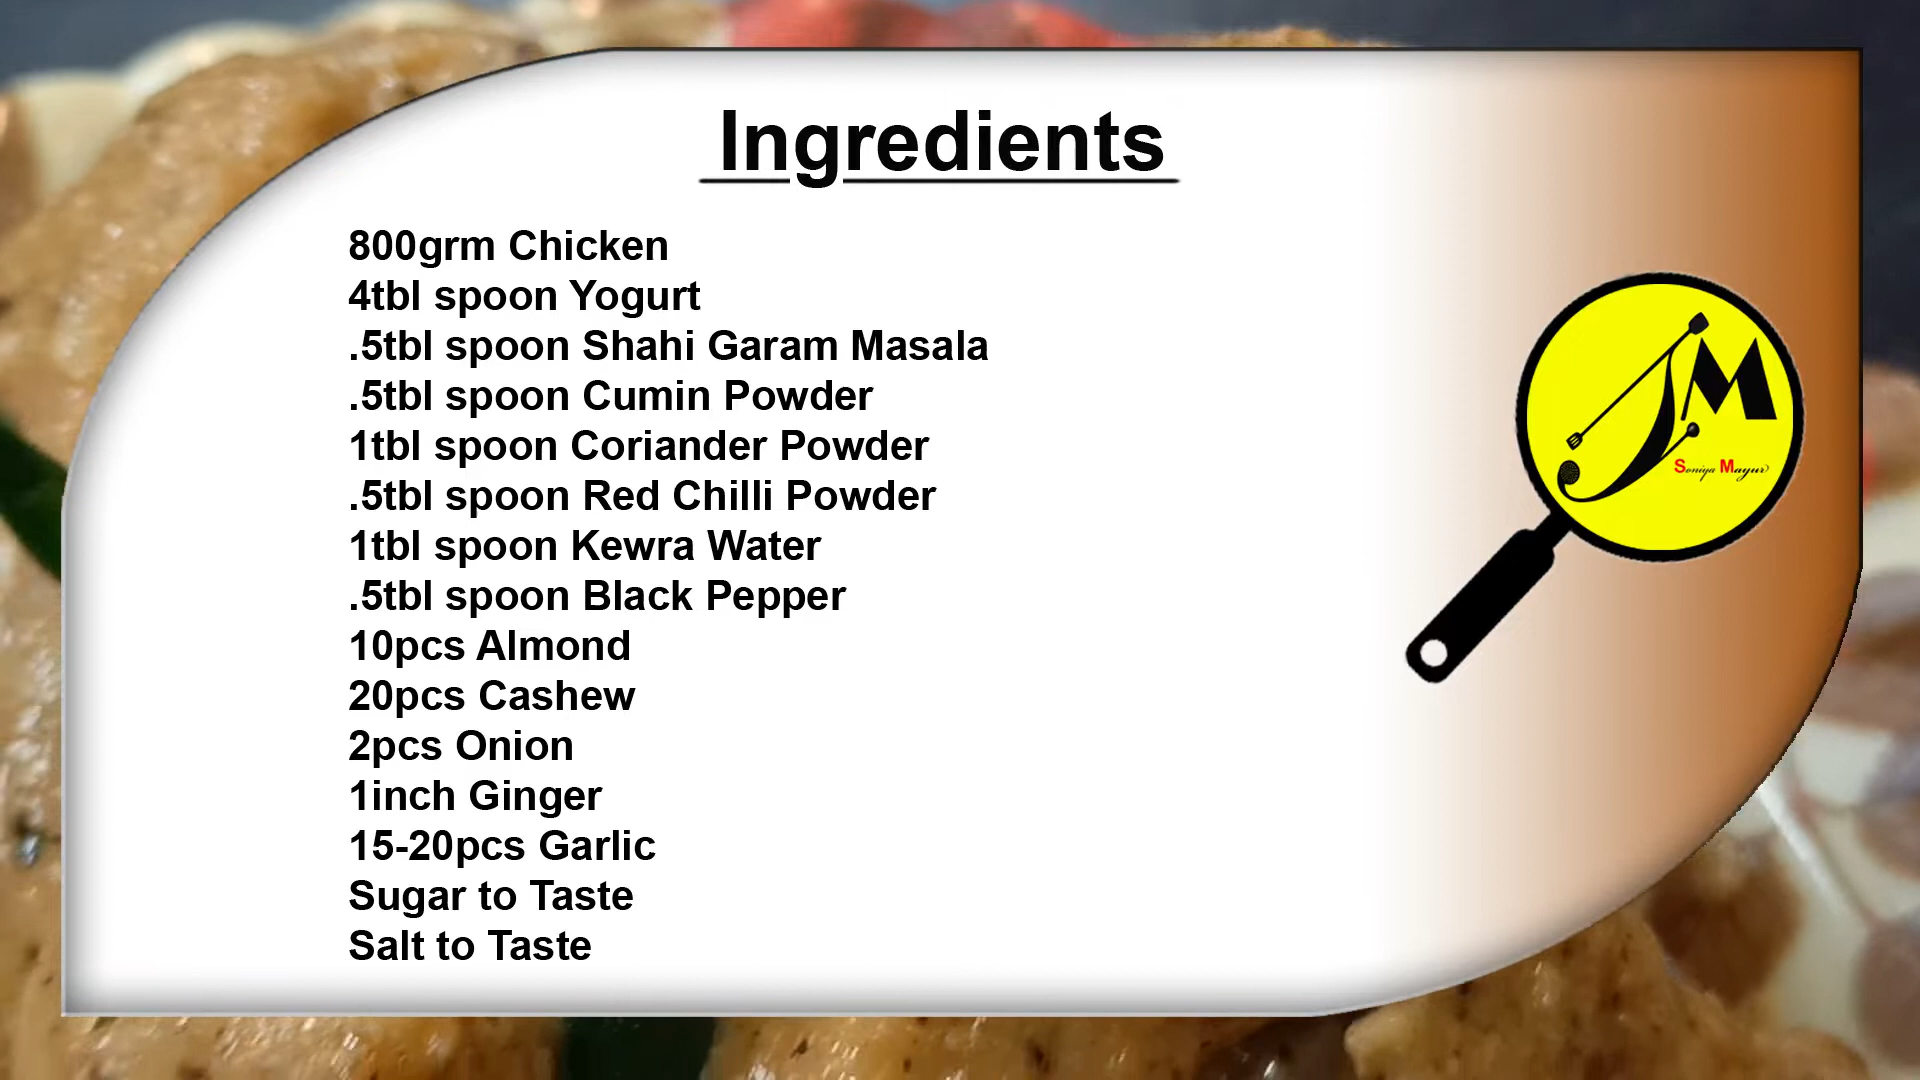 Ingredients
800grm Chicken
4tbl spoon Yogurt
.5tbl spoon Shahi Garam Masala
.5tbl spoon Cumin Powder
1tbl spoon Coriander Powder
.5tbl spoon Red Chilli Powder
1tbl spoon Kewra Water
.5tbl spoon Black Pepper
10pcs Almond
20pcs Cashew
2pcs Onion
1inch Ginger
15-20pcs Garlic
Sugar to Taste
Salt to Taste
SM
Soniya Mayur